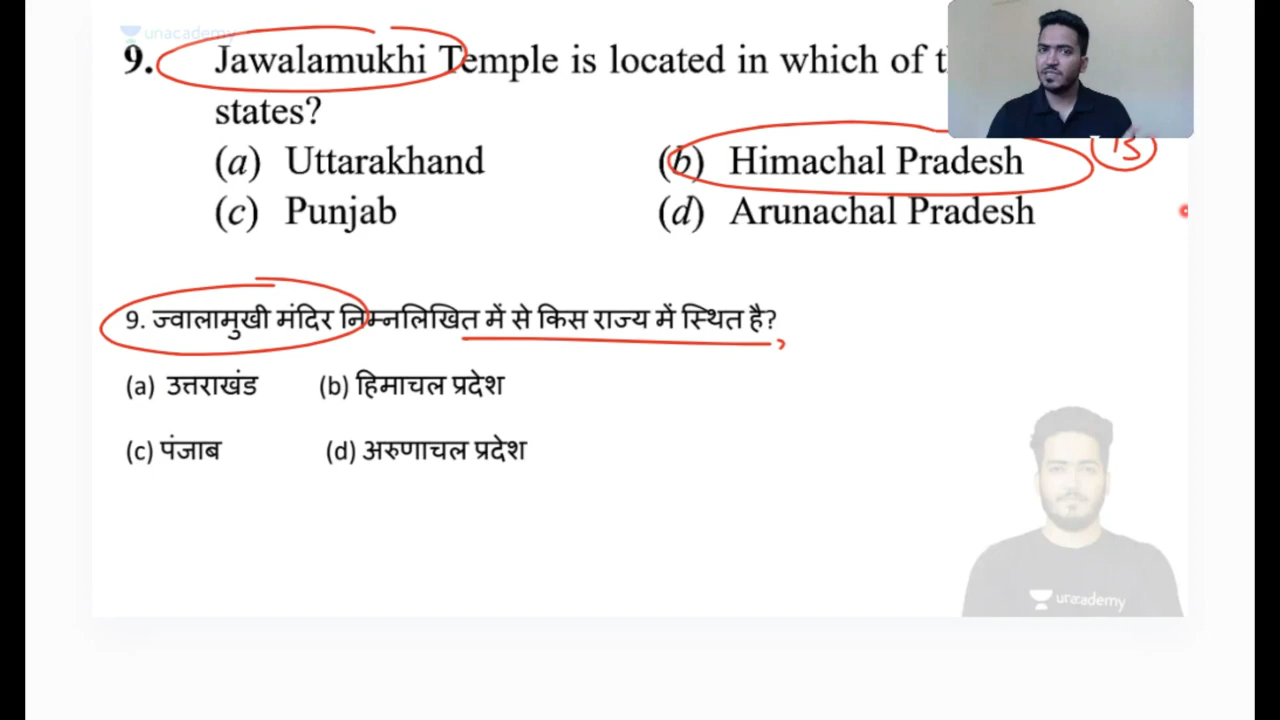 unacademy
9. Jawalamukhi Temple is located in which of
states?
(a) Uttarakhand (b) Himachal Pradesh
(c) Punjab (d) Arunachal Pradesh
9. ज्वालामुखी मंदिर निम्नलिखित में से किस राज्य में स्थित है?
(a) उत्तराखंड (b) हिमाचल प्रदेश
(c) पंजाब (d) अरुणाचल प्रदेश
unacademy